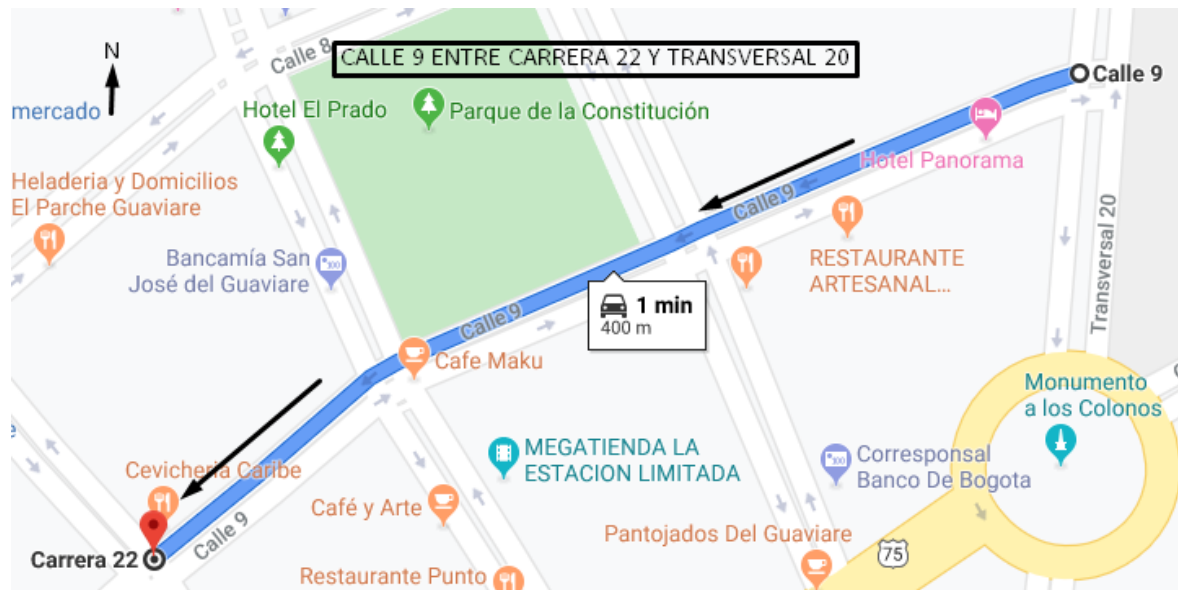 N
Calle 8
CALLE 9 ENTRE CARRERA 22 Y TRANSVERSAL 20
Calle 9
mercado
Hotel El Prado
Parque de la Constitución
Hotel Panorama
Heladeria y Domicilios
El Parche Guaviare
Calle 9
Transversal 20
Bancamía San
José del Guaviare
RESTAURANTE
ARTESANAL...
1 min
400 m
Calle 9
Cafe Maku
Monumento
a los Colonos
MEGATIENDA LA
ESTACION LIMITADA
Corresponsal
Banco De Bogota
Cevicheria Caribe
Café y Arte
Calle 9
Pantojados Del Guaviare
75
Carrera 22
Restaurante Punto